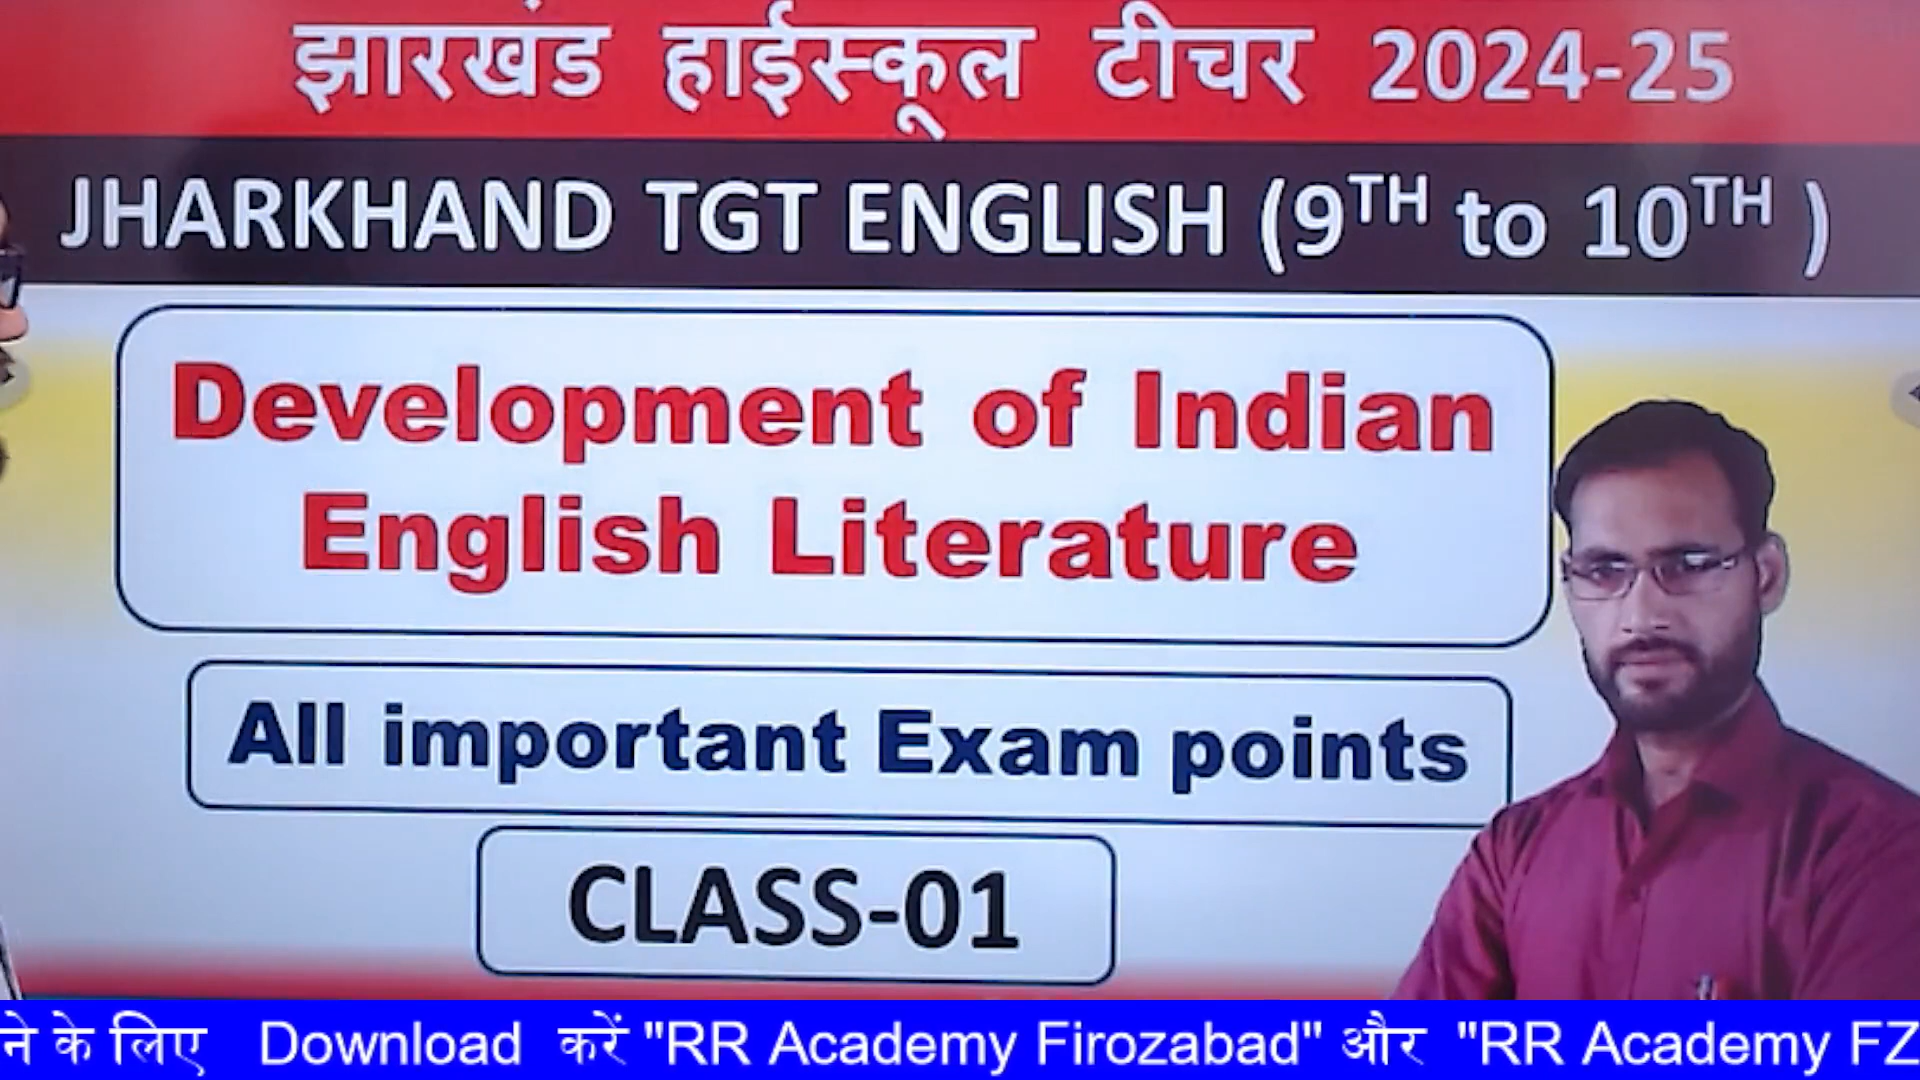 झारखंड हाईस्कूल टीचर 2024-25
JHARKHAND TGT ENGLISH (9TH to 10TH )
Development of Indian
English Literature
All important Exam points
CLASS-01
ने के लिए Download करें "RR Academy Firozabad" और "RR Academy FZ